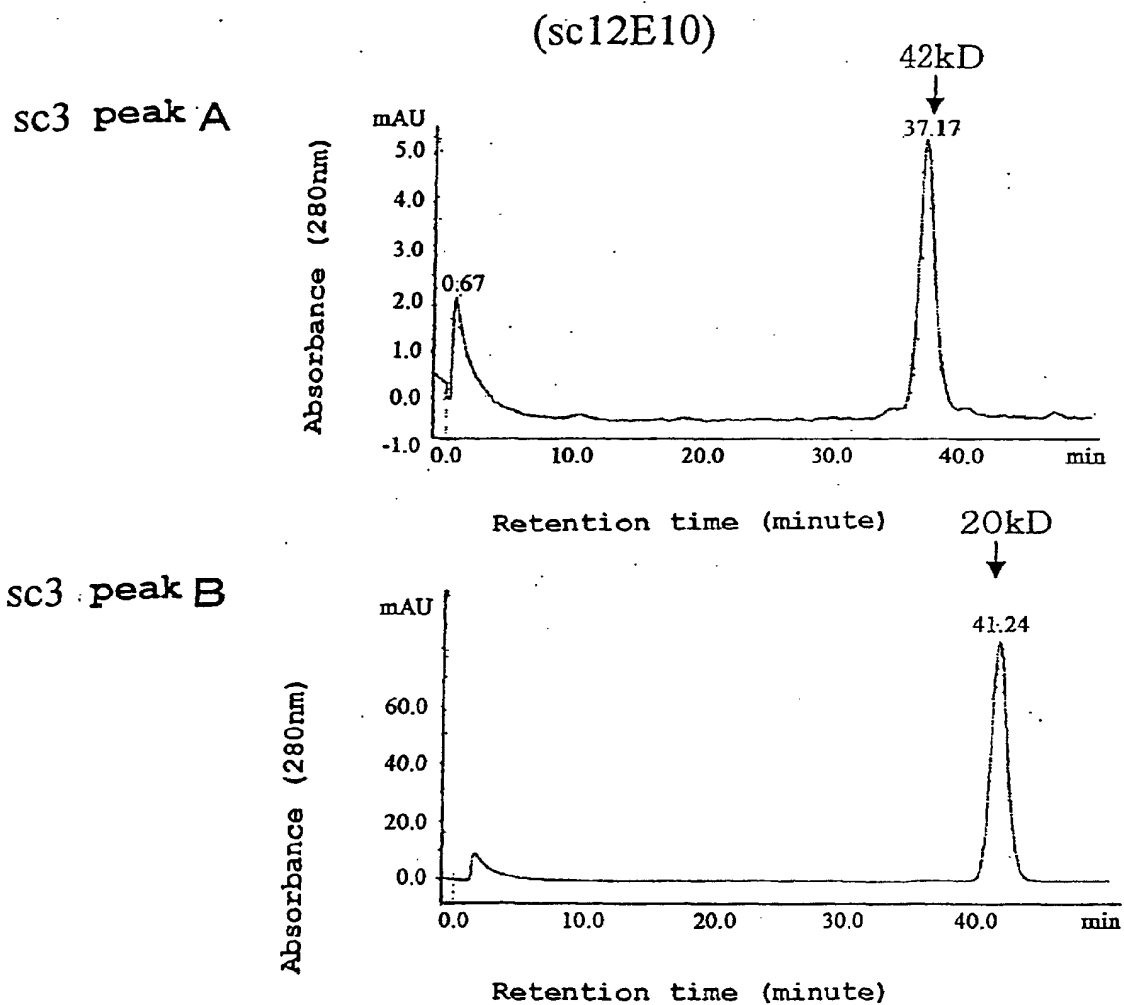 (sc12E10)
42kD
sc3 peak A
mAU
37.17
5.0
4.0
3.0
0.67
2.0
1.0
0.0
-1.0
Absorbance (280nm)
0.0 10.0 20.0 30.0 40.0 min
Retention time (minute)
20kD
sc3 peak B
mAU
41.24
60.0
40.0
20.0
0.0
Absorbance (280nm)
0.0 10.0 20.0 30.0 40.0 min
Retention time (minute)